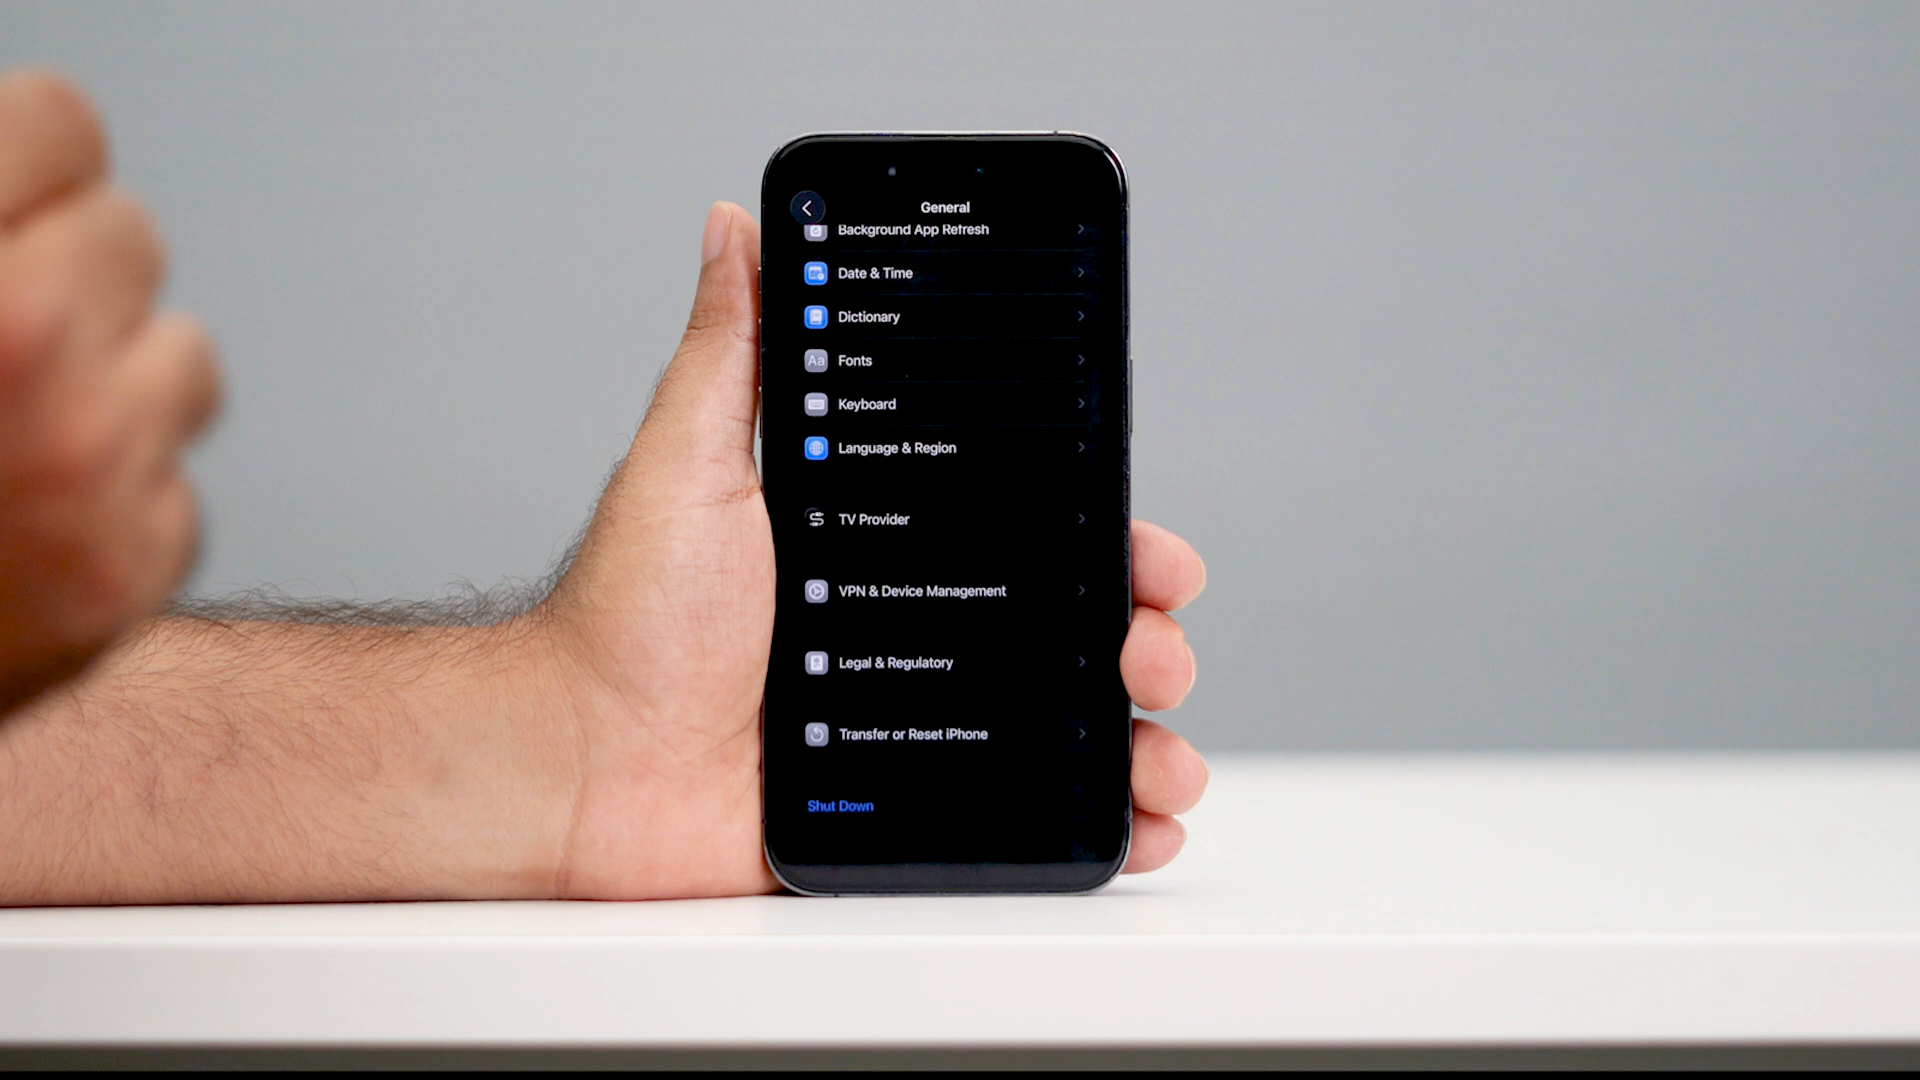 General
Background App Refresh
Date & Time
Dictionary
Aa Fonts
Keyboard
Language & Region
TV Provider
VPN & Device Management
Legal & Regulatory
Transfer or Reset iPhone
Shut Down